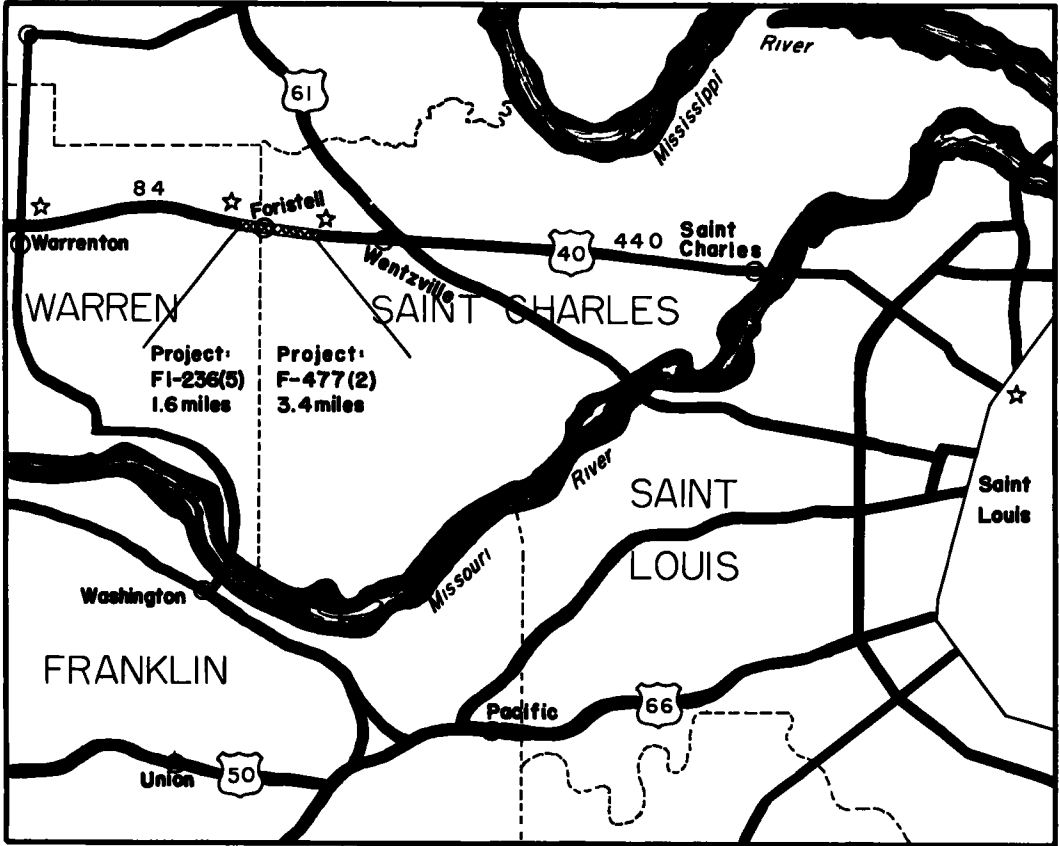 River
61
Mississippi
84
Foristell
Saint
Charles
440
40
Warrenton
Wentzville
WARREN
SAINT CHARLES
Project:
FI-236(5)
1.6 miles
Project:
F-477(2)
3.4 miles
River
SAINT
LOUIS
Saint
Louis
Missouri
Washington
FRANKLIN
Pacific
66
Union
50